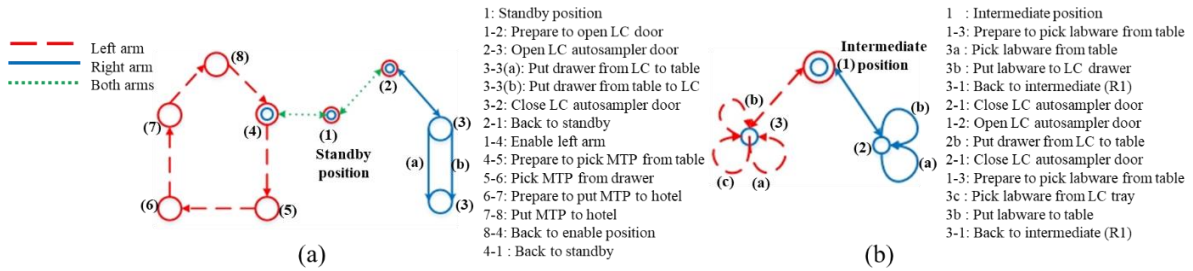 Left arm
Right arm
Both arms
(8)
(7)
(4)
(6)
(5)
(1)
Standby
position
(2)
(3)
(a)
(b)
(3)
1: Standby position
1-2: Prepare to open LC door
2-3: Open LC autosampler door
3-3(a): Put drawer from LC to table
3-3(b): Put drawer from table to LC
3-2: Close LC autosampler door
2-1: Back to standby
1-4: Enable left arm
4-5: Prepare to pick MTP from table
5-6: Pick MTP from drawer
6-7: Prepare to put MTP to hotel
7-8: Put MTP to hotel
8-4: Back to enable position
4-1 : Back to standby
(a)
Intermediate
(1) position
(b)
(3)
(c)
(a)
(2)
(b)
(a)
(b)
1 : Intermediate position
1-3: Prepare to pick labware from table
3a : Pick labware from table
3b : Put labware to LC drawer
3-1: Back to intermediate (R1)
2-1: Close LC autosampler door
1-2: Open LC autosampler door
2b : Put drawer from LC to table
2-1: Close LC autosampler door
1-3: Prepare to pick labware from table
3c : Pick labware from LC tray
3b : Put labware to table
3-1: Back to intermediate (R1)